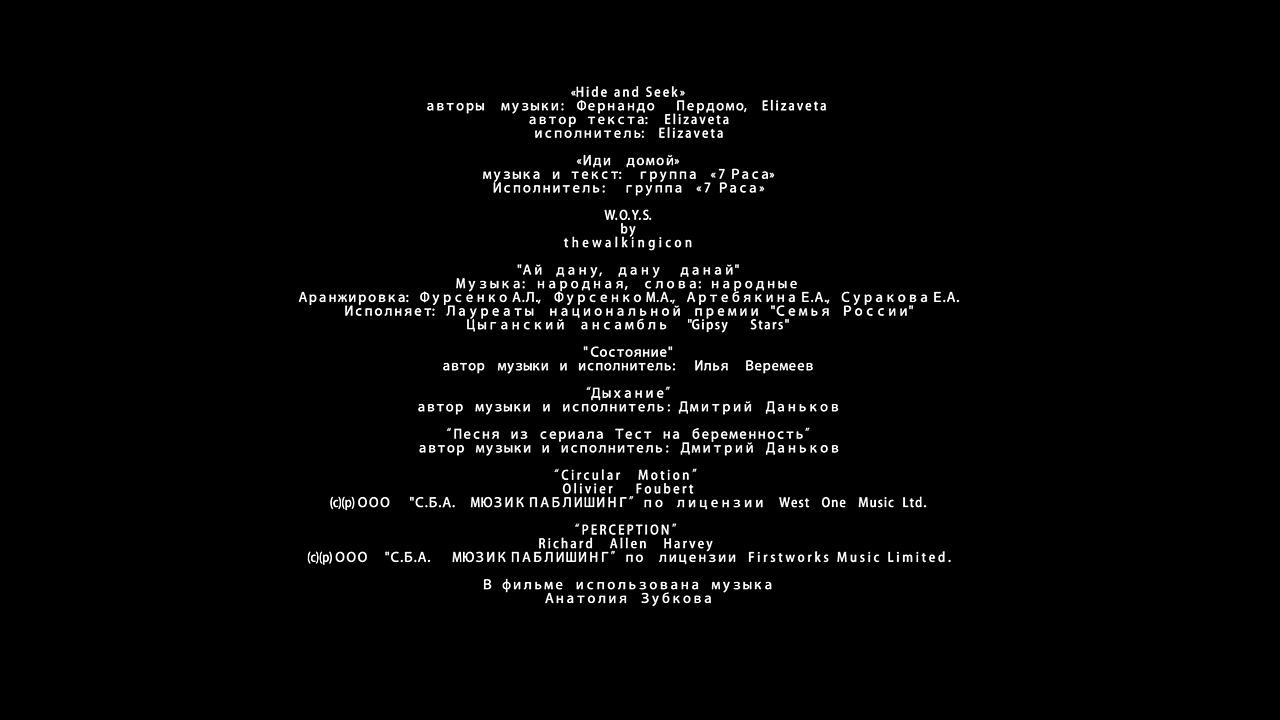 «Hide and Seek»
авторы музыки: Фернандо Пердомо, Elizaveta
автор текста: Elizaveta
исполнитель: Elizaveta
«Иди домой»
музыка и текст: группа «7 Раса»
Исполнитель: группа «7 Раса»
W.O.Y.S.
by
thewalkingicon
"Ай дану, дану данай"
Музыка: народная, слова: народные
Аранжировка: Фурсенко А.Л., Фурсенко М.А., Артебякина Е.А., Суракова Е.А.
Исполняет: Лауреаты национальной премии "Семья России"
Цыганский ансамбль "Gipsy Stars"
"Состояние"
автор музыки и исполнитель: Илья Веремеев
“Дыхание”
автор музыки и исполнитель: Дмитрий Даньков
“Песня из сериала Тест на беременность”
автор музыки и исполнитель: Дмитрий Даньков
“Circular Motion”
Olivier Foubert
(c)(p) ООО "С.Б.А. МЮЗИК ПАБЛИШИНГ” по лицензии West One Music Ltd.
“PERCEPTION”
Richard Allen Harvey
(c)(p) ООО "С.Б.А. МЮЗИК ПАБЛИШИНГ” по лицензии Firstworks Music Limited.
В фильме использована музыка
Анатолия Зубкова